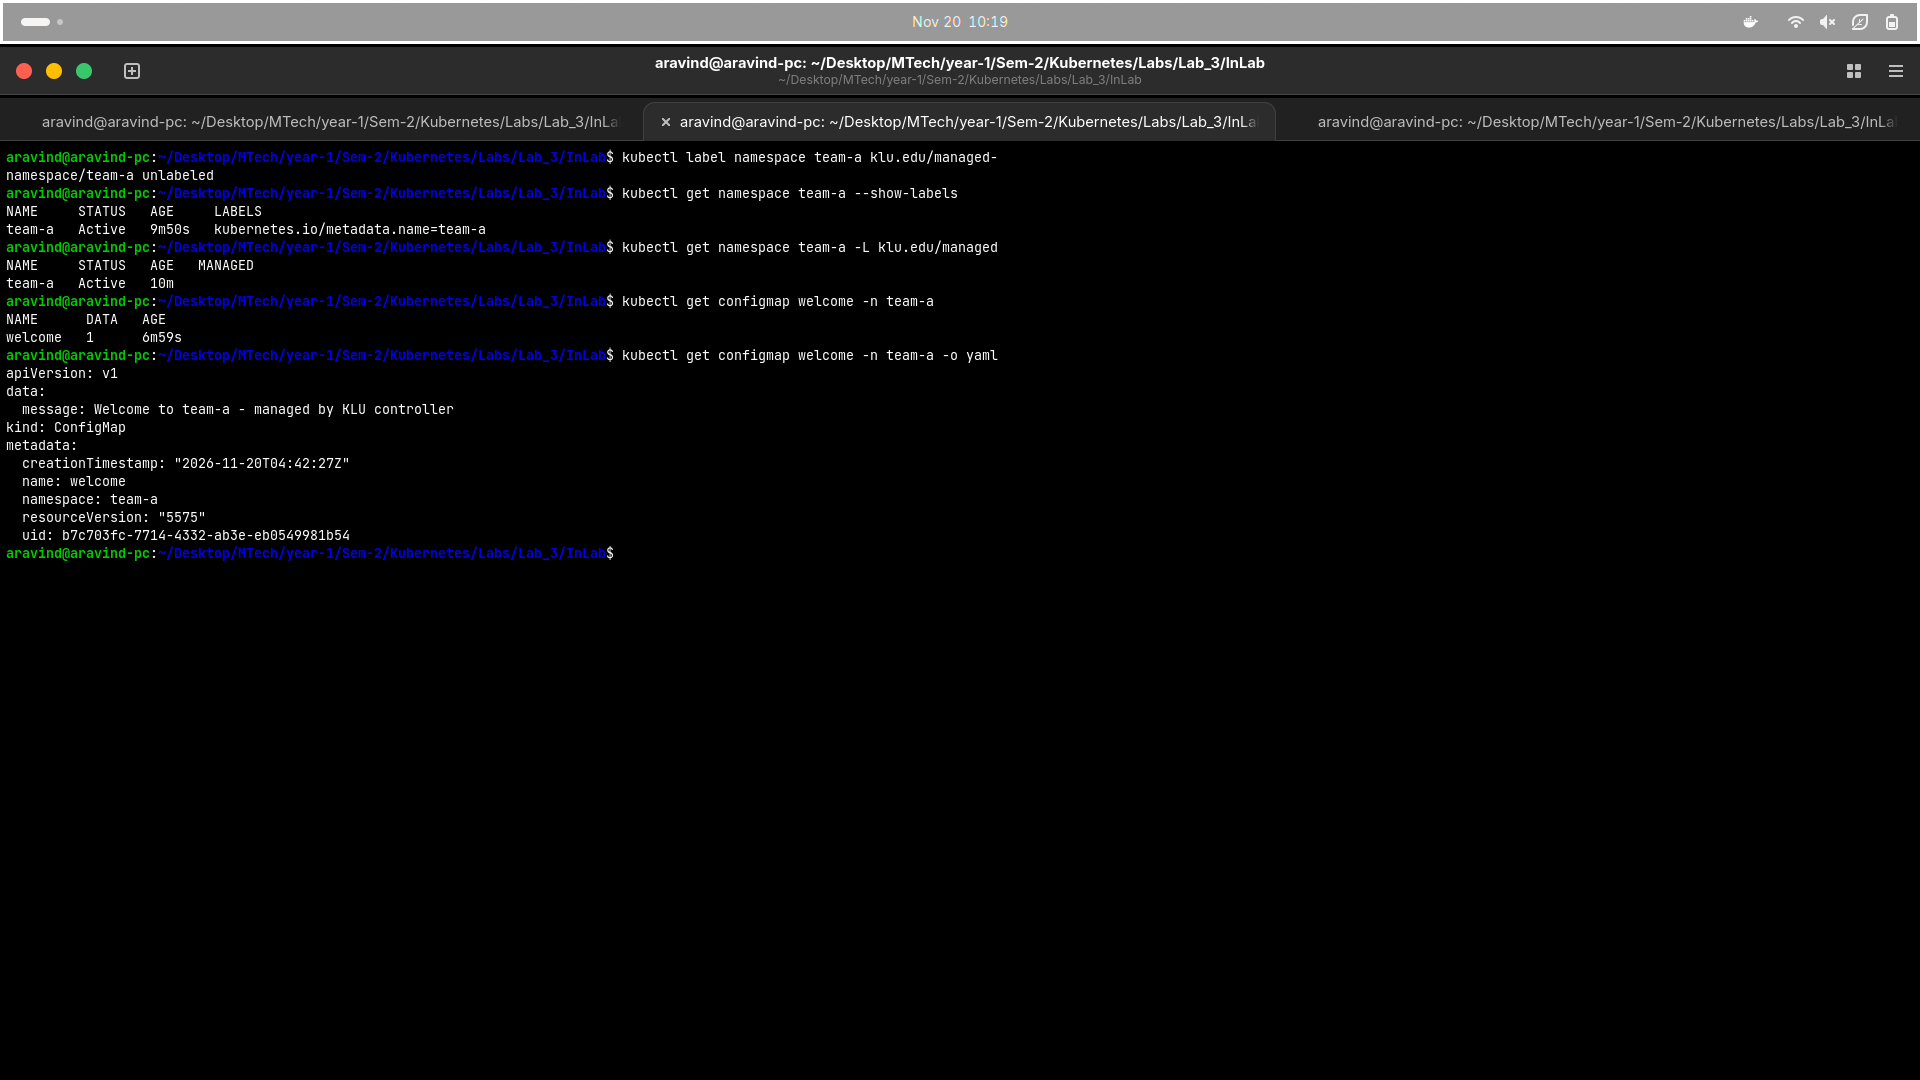 Nov 20 10:19
aravind@aravind-pc: ~/Desktop/MTech/year-1/Sem-2/Kubernetes/Labs/Lab_3/InLab
~/Desktop/MTech/year-1/Sem-2/Kubernetes/Labs/Lab_3/InLab
aravind@aravind-pc: ~/Desktop/MTech/year-1/Sem-2/Kubernetes/Labs/Lab_3/InLa
aravind@aravind-pc: ~/Desktop/MTech/year-1/Sem-2/Kubernetes/Labs/Lab_3/InLa
aravind@aravind-pc: ~/Desktop/MTech/year-1/Sem-2/Kubernetes/Labs/Lab_3/InLa
aravind@aravind-pc:~/Desktop/MTech/year-1/Sem-2/Kubernetes/Labs/Lab_3/InLab$ kubectl label namespace team-a klu.edu/managed-
namespace/team-a unlabeled
aravind@aravind-pc:~/Desktop/MTech/year-1/Sem-2/Kubernetes/Labs/Lab_3/InLab$ kubectl get namespace team-a --show-labels
NAME     STATUS   AGE     LABELS
team-a   Active   9m50s   kubernetes.io/metadata.name=team-a
aravind@aravind-pc:~/Desktop/MTech/year-1/Sem-2/Kubernetes/Labs/Lab_3/InLab$ kubectl get namespace team-a -L klu.edu/managed
NAME     STATUS   AGE   MANAGED
team-a   Active   10m
aravind@aravind-pc:~/Desktop/MTech/year-1/Sem-2/Kubernetes/Labs/Lab_3/InLab$ kubectl get configmap welcome -n team-a
NAME      DATA   AGE
welcome   1      6m59s
aravind@aravind-pc:~/Desktop/MTech/year-1/Sem-2/Kubernetes/Labs/Lab_3/InLab$ kubectl get configmap welcome -n team-a -o yaml
apiVersion: v1
data:
  message: Welcome to team-a - managed by KLU controller
kind: ConfigMap
metadata:
  creationTimestamp: "2026-11-20T04:42:27Z"
  name: welcome
  namespace: team-a
  resourceVersion: "5575"
  uid: b7c703fc-7714-4332-ab3e-eb0549981b54
aravind@aravind-pc:~/Desktop/MTech/year-1/Sem-2/Kubernetes/Labs/Lab_3/InLab$